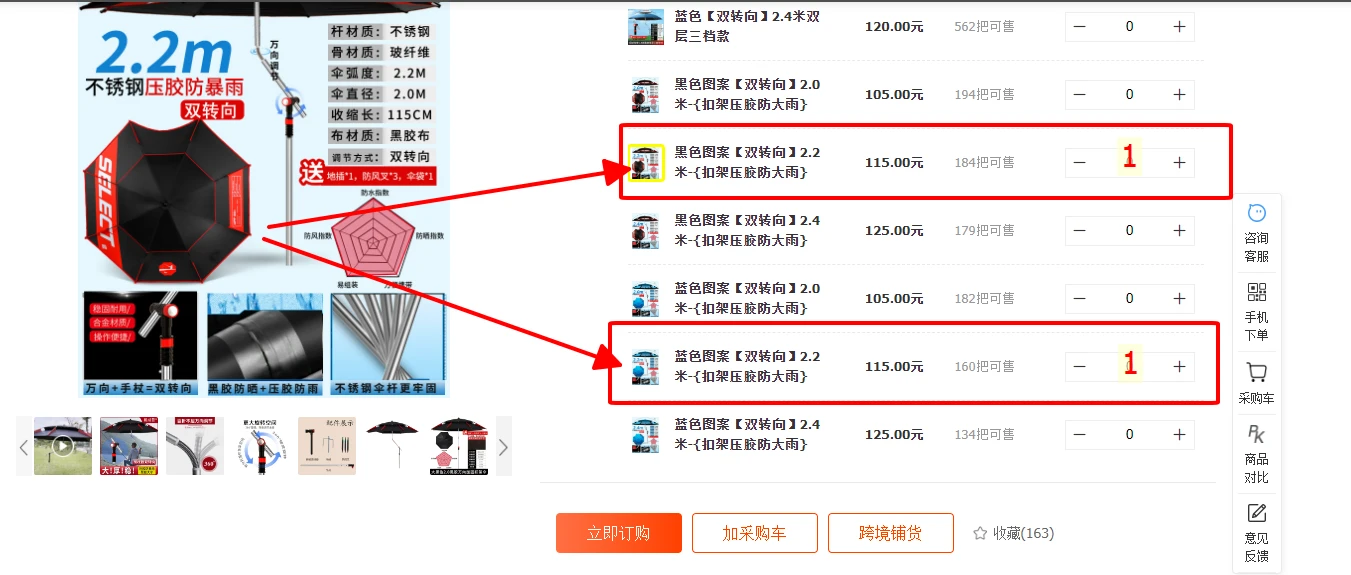 2.2m
不锈钢压胶防暴雨
双转向
万向调节
杆材质: 不锈钢
骨材质: 玻纤维
伞弧度: 2.2M
伞直径: 2.0M
收缩长: 115CM
布材质: 黑胶布
调节方式: 双转向
送 地插*1，防风叉*3，伞袋*1
SELECT.
防水指数
防风指数
防晒指数
易组装
稳固耐用/
合金材质/
操作便捷/
万向+手杖=双转向
黑胶防晒+压胶防雨
不锈钢伞杆更牢固
大!厚!稳!
更大旋转空间
360°
配件展示
蓝色【双转向】2.4米双
层三档款
120.00元
562把可售
0
黑色图案【双转向】2.0
米-{扣架压胶防大雨}
105.00元
194把可售
0
黑色图案【双转向】2.2
米-{扣架压胶防大雨}
115.00元
184把可售
1
黑色图案【双转向】2.4
米-{扣架压胶防大雨}
125.00元
179把可售
0
蓝色图案【双转向】2.0
米-{扣架压胶防大雨}
105.00元
182把可售
0
蓝色图案【双转向】2.2
米-{扣架压胶防大雨}
115.00元
160把可售
1
蓝色图案【双转向】2.4
米-{扣架压胶防大雨}
125.00元
134把可售
0
立即订购
加采购车
跨境铺货
收藏(163)
咨询
客服
手机
下单
采购车
商品
对比
意见
反馈